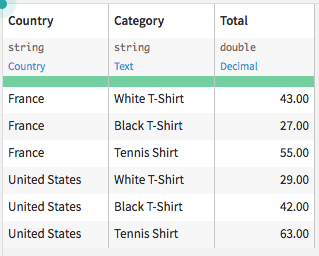 Country Category Total
string string double
Country Text Decimal
France White T-Shirt 43.00
France Black T-Shirt 27.00
France Tennis Shirt 55.00
United States White T-Shirt 29.00
United States Black T-Shirt 42.00
United States Tennis Shirt 63.00